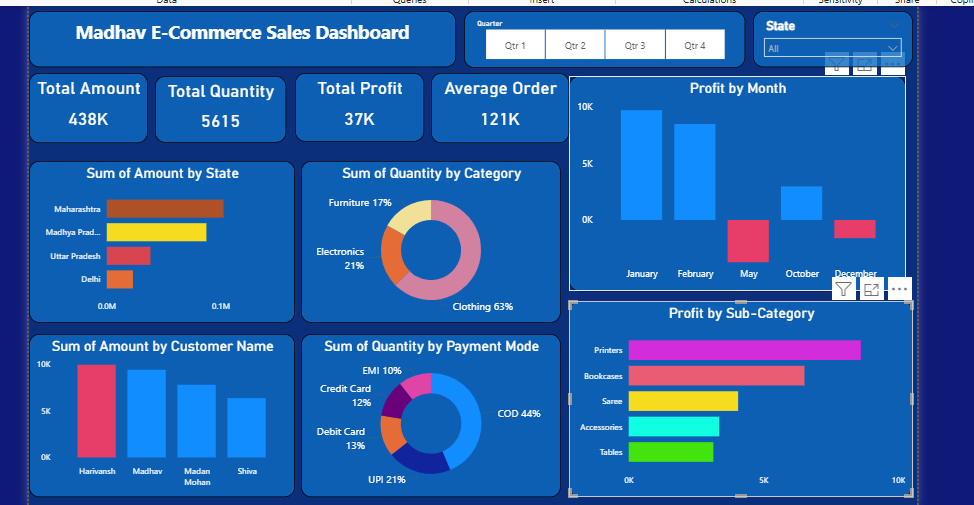 Data Queries Insert Calculations Sensitivity Share
Madhav E-Commerce Sales Dashboard
Quarter
Qtr 1 Qtr 2 Qtr 3 Qtr 4
State
All
Total Amount
438K
Total Quantity
5615
Total Profit
37K
Average Order
121K
Profit by Month
10K
5K
0K
January February May October December
Sum of Amount by State
Maharashtra
Madhya Prad...
Uttar Pradesh
Delhi
0.0M 0.1M
Sum of Quantity by Category
Furniture 17%
Electronics
21%
Clothing 63%
Profit by Sub-Category
Printers
Bookcases
Saree
Accessories
Tables
0K 5K 10K
Sum of Amount by Customer Name
10K
5K
0K
Harivansh Madhav Madan Shiva
Mohan
Sum of Quantity by Payment Mode
EMI 10%
Credit Card
12%
COD 44%
Debit Card
13%
UPI 21%